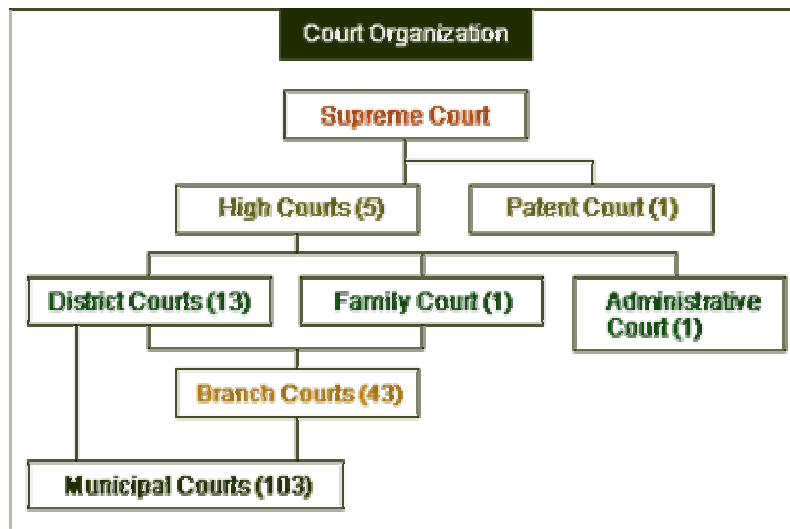 Court Organization
Supreme Court
High Courts (5)
Patent Court (1)
District Courts (13)
Family Court (1)
Administrative
Court (1)
Branch Courts (43)
Municipal Courts (103)